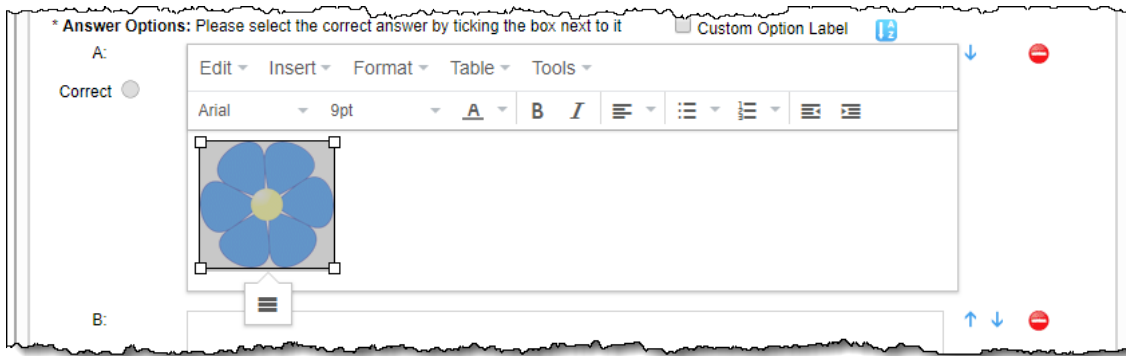 * Answer Options: Please select the correct answer by ticking the box next to it
Custom Option Label
A:
Edit Insert Format Table Tools
Correct
Arial 9pt A B I
B: